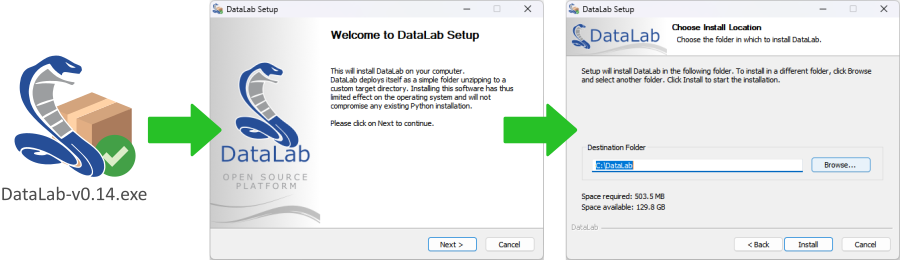 DataLab-v0.14.exe
DataLab Setup
Welcome to DataLab Setup
This will install DataLab on your computer.
DataLab deploys itself as a simple folder unzipping to a
custom target directory. Installing this software has thus
limited effect on the operating system and will not
compromise any existing Python installation.
Please click on Next to continue.
DataLab
OPEN SOURCE
PLATFORM
Next >
Cancel
DataLab Setup
DataLab
Choose Install Location
Choose the folder in which to install DataLab.
Setup will install DataLab in the following folder. To install in a different folder, click Browse
and select another folder. Click Install to start the installation.
Destination Folder
C:\DataLab
Browse...
Space required: 503.5 MB
Space available: 129.8 GB
DataLab
< Back
Install
Cancel